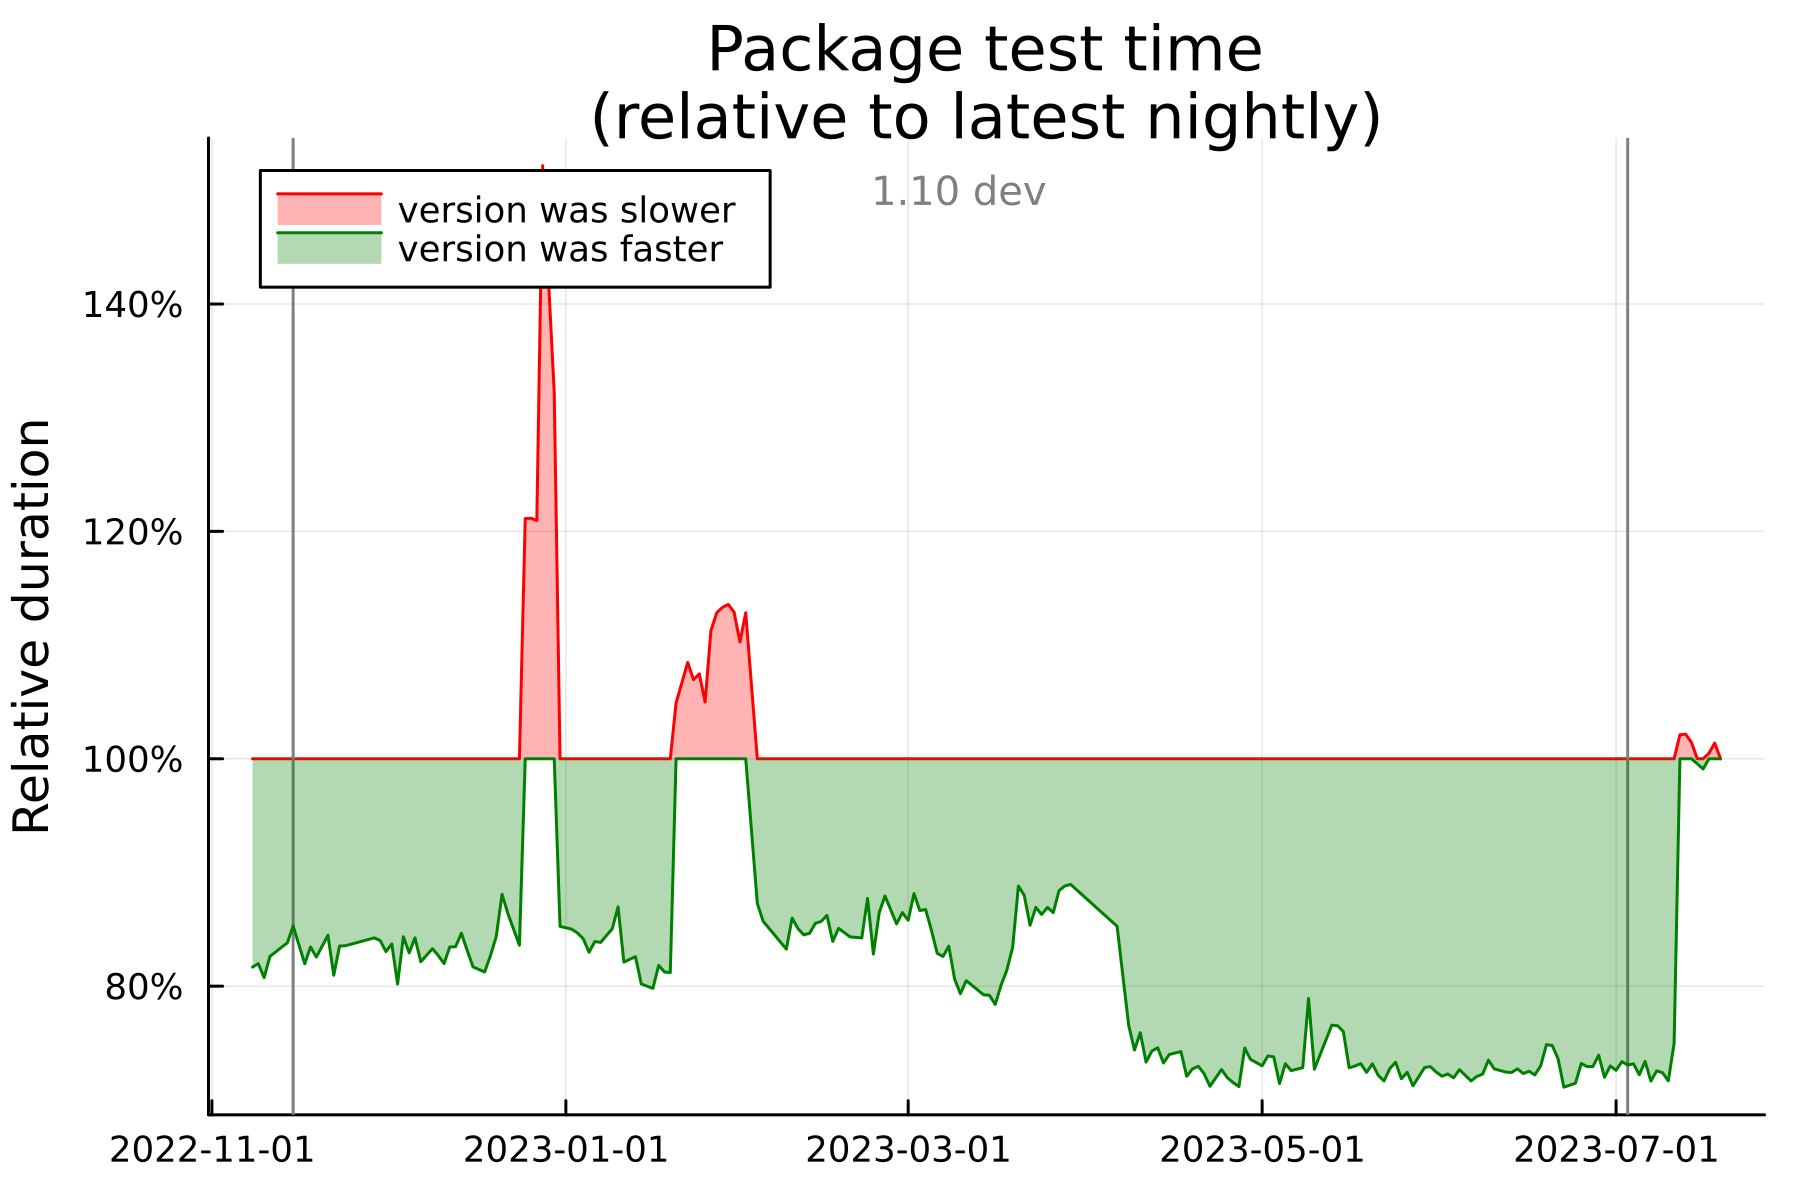 Package test time
(relative to latest nightly)
1.10 dev
version was slower
version was faster
Relative duration
140%
120%
100%
80%
2022-11-01
2023-01-01
2023-03-01
2023-05-01
2023-07-01